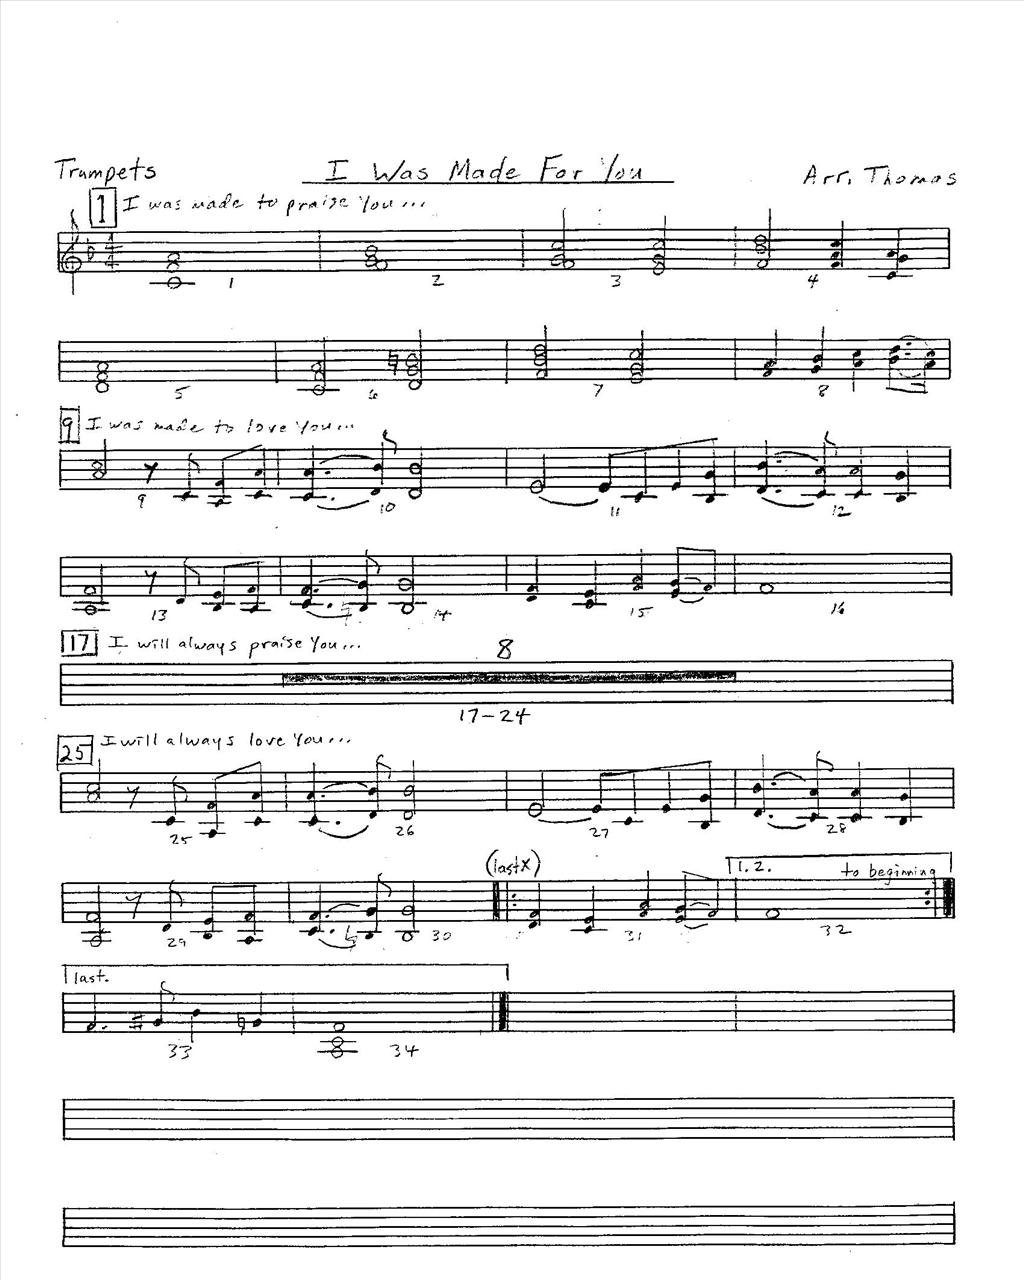 Trumpets I Was Made For You Arr. Thomas
1 I was made to praise You...
4
4
1 2 3 4
5 6 7 8
9 I was made to love You...
9 10 11 12
13 14 15 16
17 I will always praise You...
8
17-24
25 I will always love You...
25 26 27 28
(last X) 1. 2. to beginning
29 30 31 32
last.
33 34